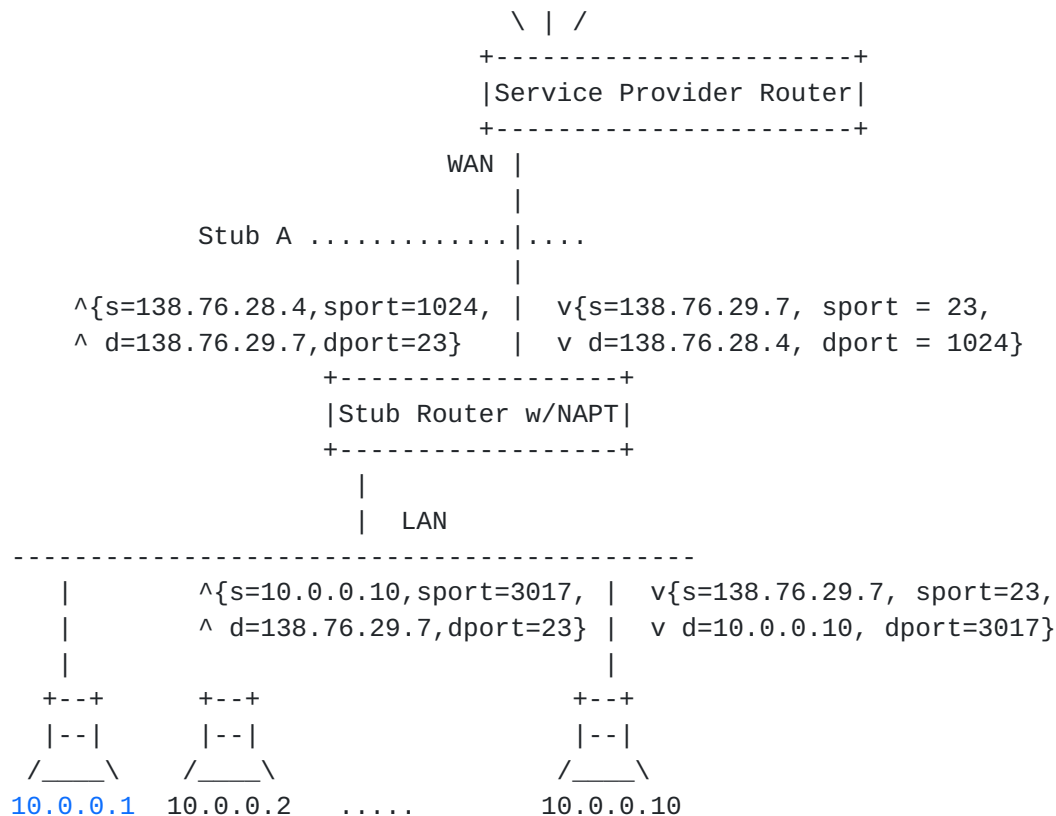 \ | /
+-----------------------+
|Service Provider Router|
+-----------------------+
WAN |
|
Stub A .............|....
|
^{s=138.76.28.4,sport=1024, | v{s=138.76.29.7, sport = 23,
^ d=138.76.29.7,dport=23} | v d=138.76.28.4, dport = 1024}
+------------------+
|Stub Router w/NAPT|
+------------------+
|
| LAN
--------------------------------------------
| ^{s=10.0.0.10,sport=3017, | v{s=138.76.29.7, sport=23,
| ^ d=138.76.29.7,dport=23} | v d=10.0.0.10, dport=3017}
| |
+--+ +--+ +--+
|--| |--| |--|
/____\ /____\ /____\
10.0.0.1 10.0.0.2 ..... 10.0.0.10